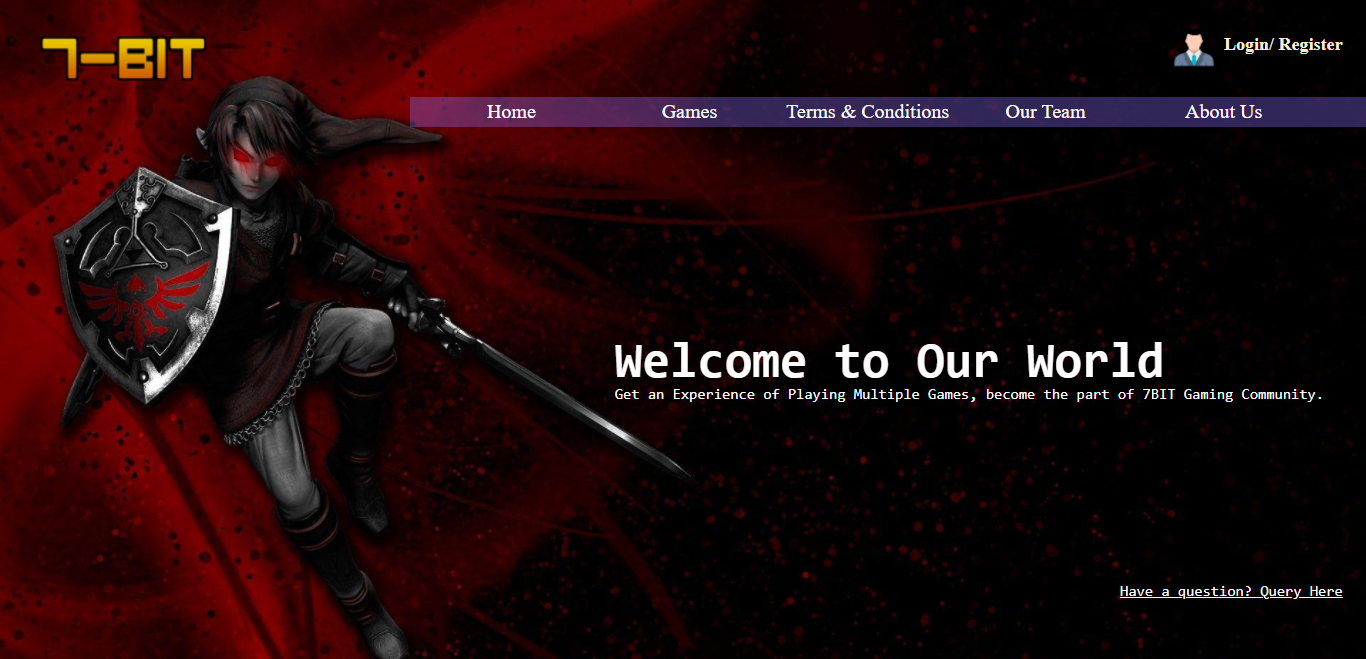 7-BIT
Login/ Register
Home Games Terms & Conditions Our Team About Us
Welcome to Our World
Get an Experience of Playing Multiple Games, become the part of 7BIT Gaming Community.
Have a question? Query Here